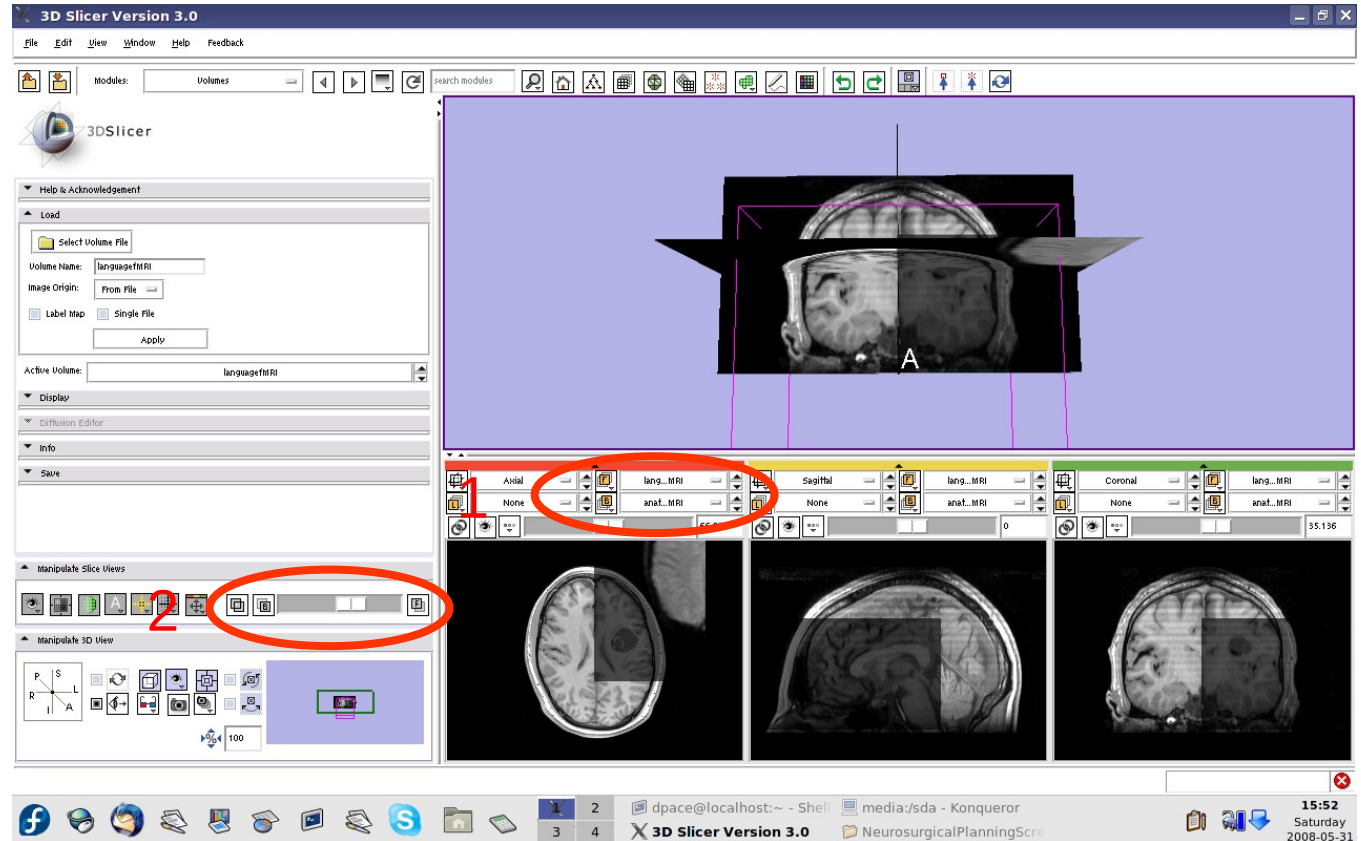 3D Slicer Version 3.0
File Edit View Window Help Feedback
Modules: Volumes search modules
3DSlicer
Help & Acknowledgement
Load
Select Volume File
Volume Name: languagefMRI
Image Origin: From File
Label Map Single File
Apply
Active Volume: languagefMRI
Display
Diffusion Editor
Info
Save
A
1
Axial F lang...MRI Sagittal F lang...MRI Coronal F lang...MRI
L None B anat...MRI L None B anat...MRI L None B anat...MRI
0 35.136
Manipulate Slice Views
2
A B F
Manipulate 3D View
P S
R L
I A
% 100
1 2 dpace@localhost:~ - Shell media:/sda - Konqueror
3 4 3D Slicer Version 3.0 NeurosurgicalPlanningScre
15:52
Saturday
2008-05-31